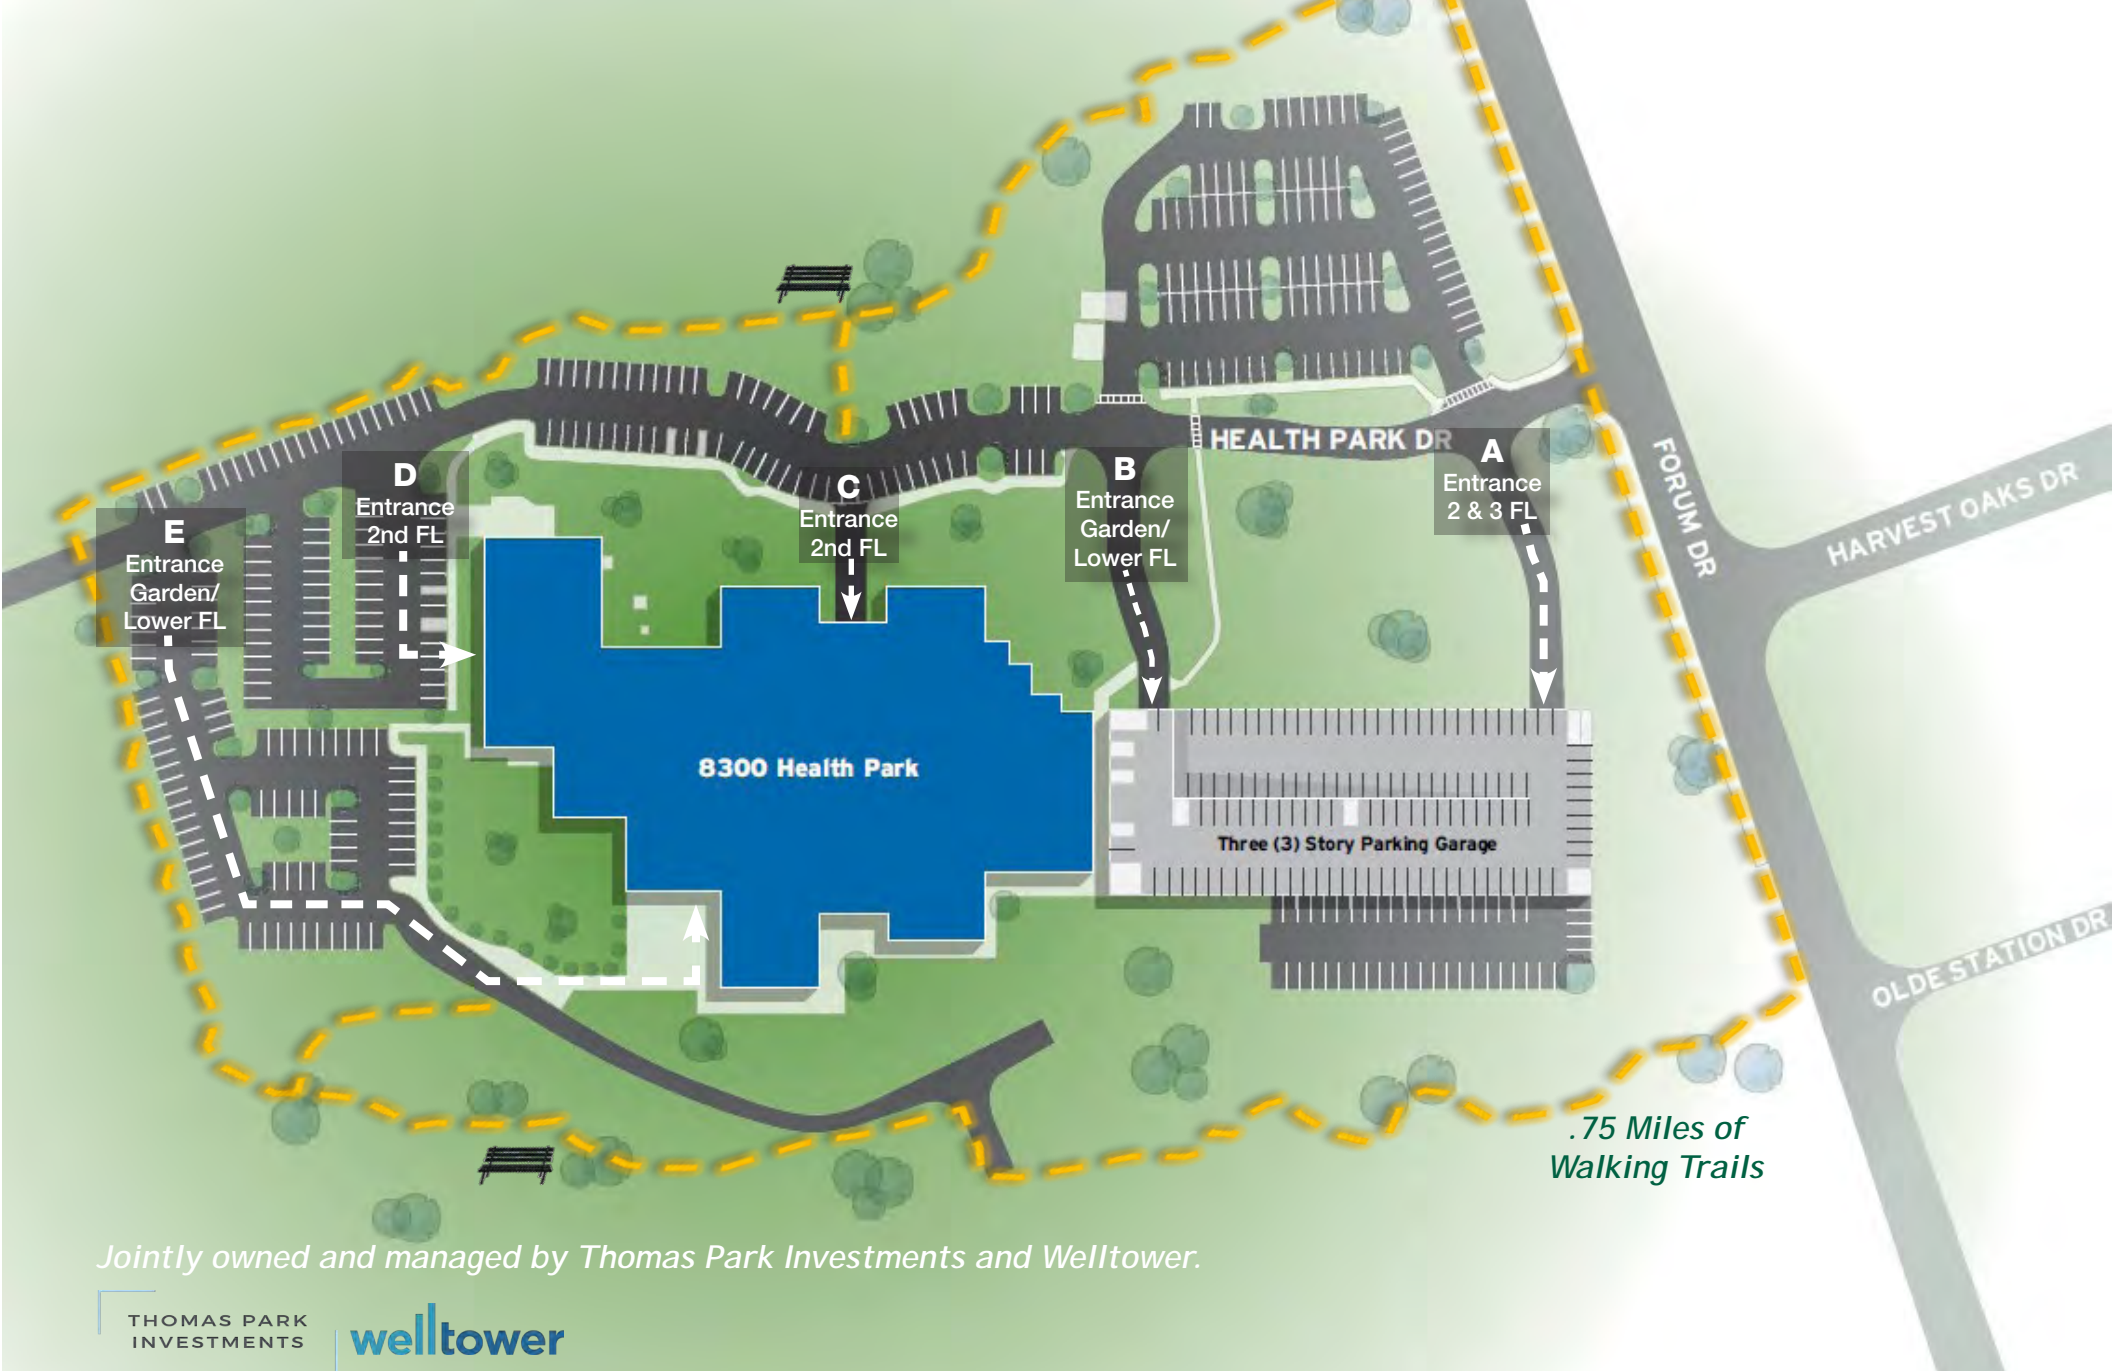 HEALTH PARK DR
A
Entrance
2 & 3 FL
B
Entrance
Garden/
Lower FL
C
Entrance
2nd FL
D
Entrance
2nd FL
E
Entrance
Garden/
Lower FL
FORUM DR
HARVEST OAKS DR
OLDE STATION DR
8300 Health Park
Three (3) Story Parking Garage
.75 Miles of
Walking Trails
Jointly owned and managed by Thomas Park Investments and Welltower.
THOMAS PARK
INVESTMENTS
welltower